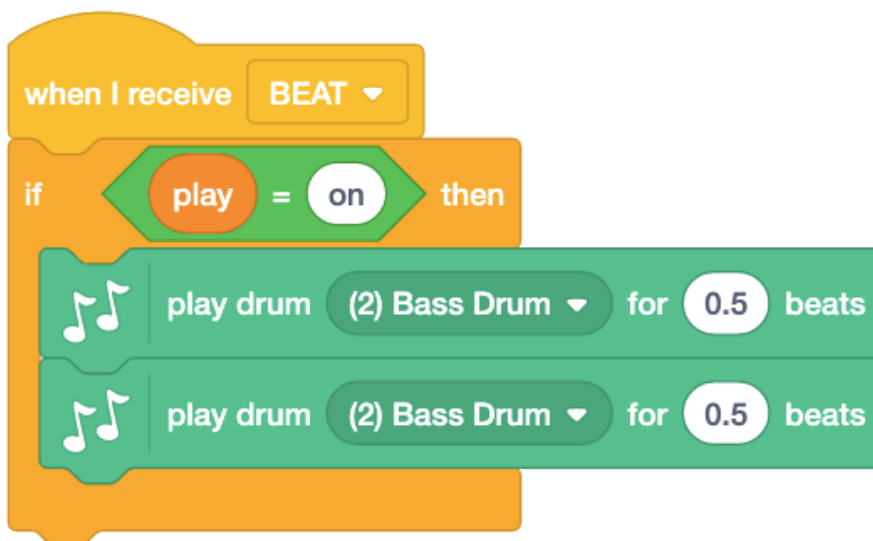 when I receive BEAT
if play = on then
play drum (2) Bass Drum for 0.5 beats
play drum (2) Bass Drum for 0.5 beats